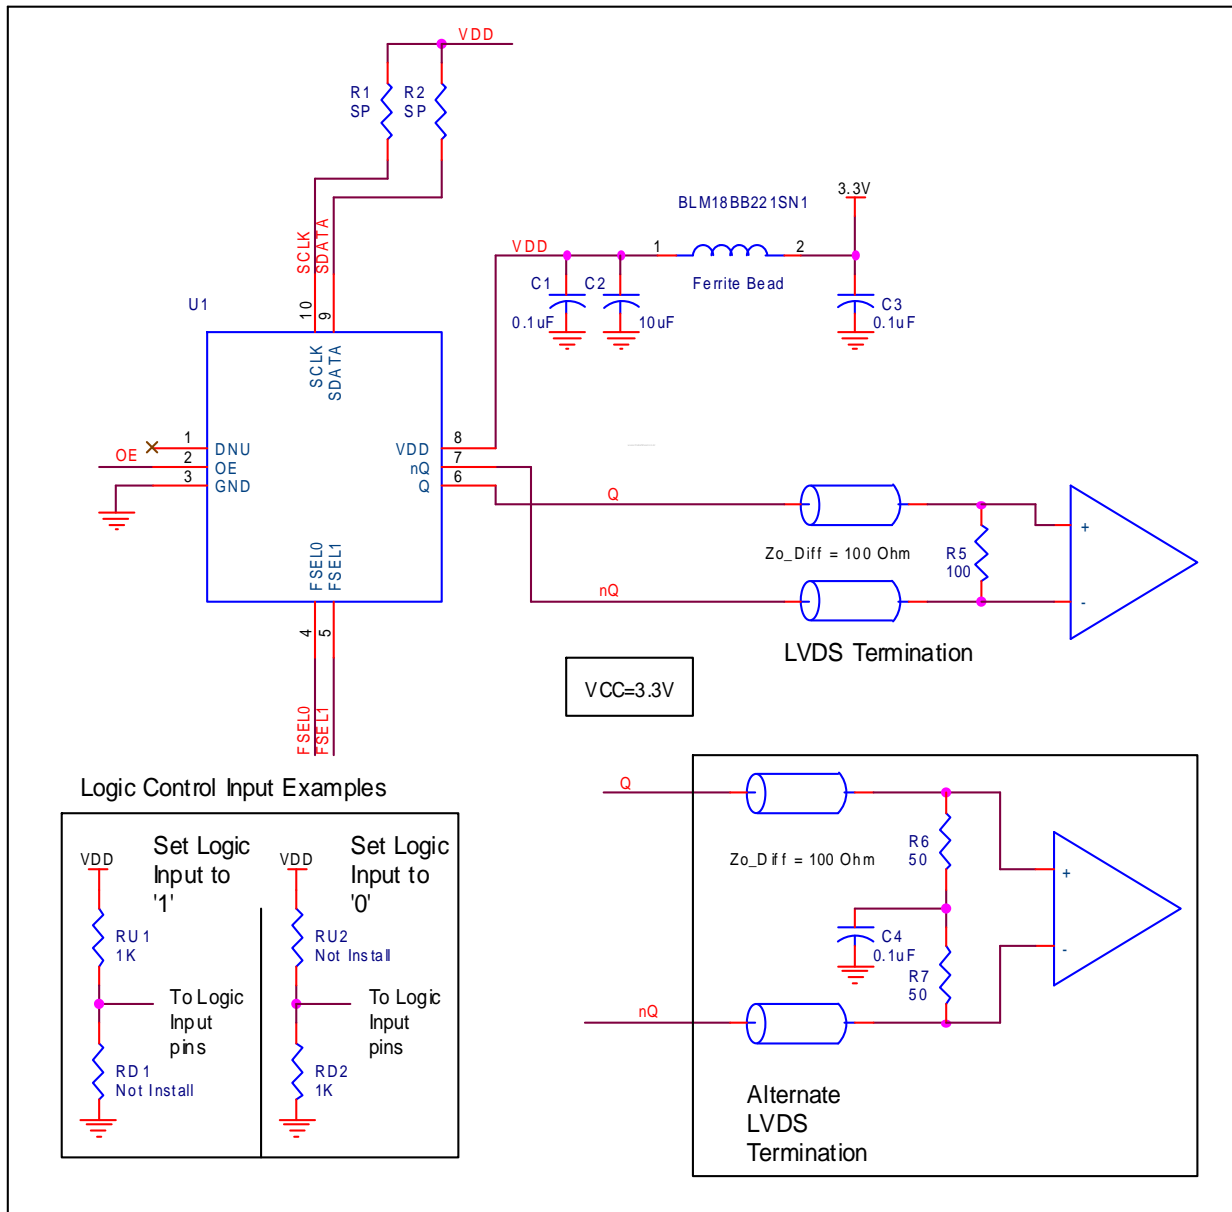 VDD
R1
SP
R2
SP
SCLK
SDATA
U1
10
9
SCLK
SDATA
1
DNU
OE
2
OE
3
GND
VDD
8
nQ
7
Q
6
FSEL0
FSEL1
4
5
FSEL0
FSEL1
BLM18BB221SN1
3.3V
VDD
1
2
Ferrite Bead
C1
0.1uF
C2
10uF
C3
0.1uF
Q
Zo_Diff = 100 Ohm
R5
100
+
-
nQ
LVDS Termination
VCC=3.3V
Logic Control Input Examples
VDD
Set Logic
Input to
'1'
RU1
1K
To Logic
Input
pins
RD1
Not Install
VDD
Set Logic
Input to
'0'
RU2
Not Install
To Logic
Input
pins
RD2
1K
Q
Zo_Diff = 100 Ohm
R6
50
+
-
C4
0.1uF
R7
50
nQ
Alternate
LVDS
Termination